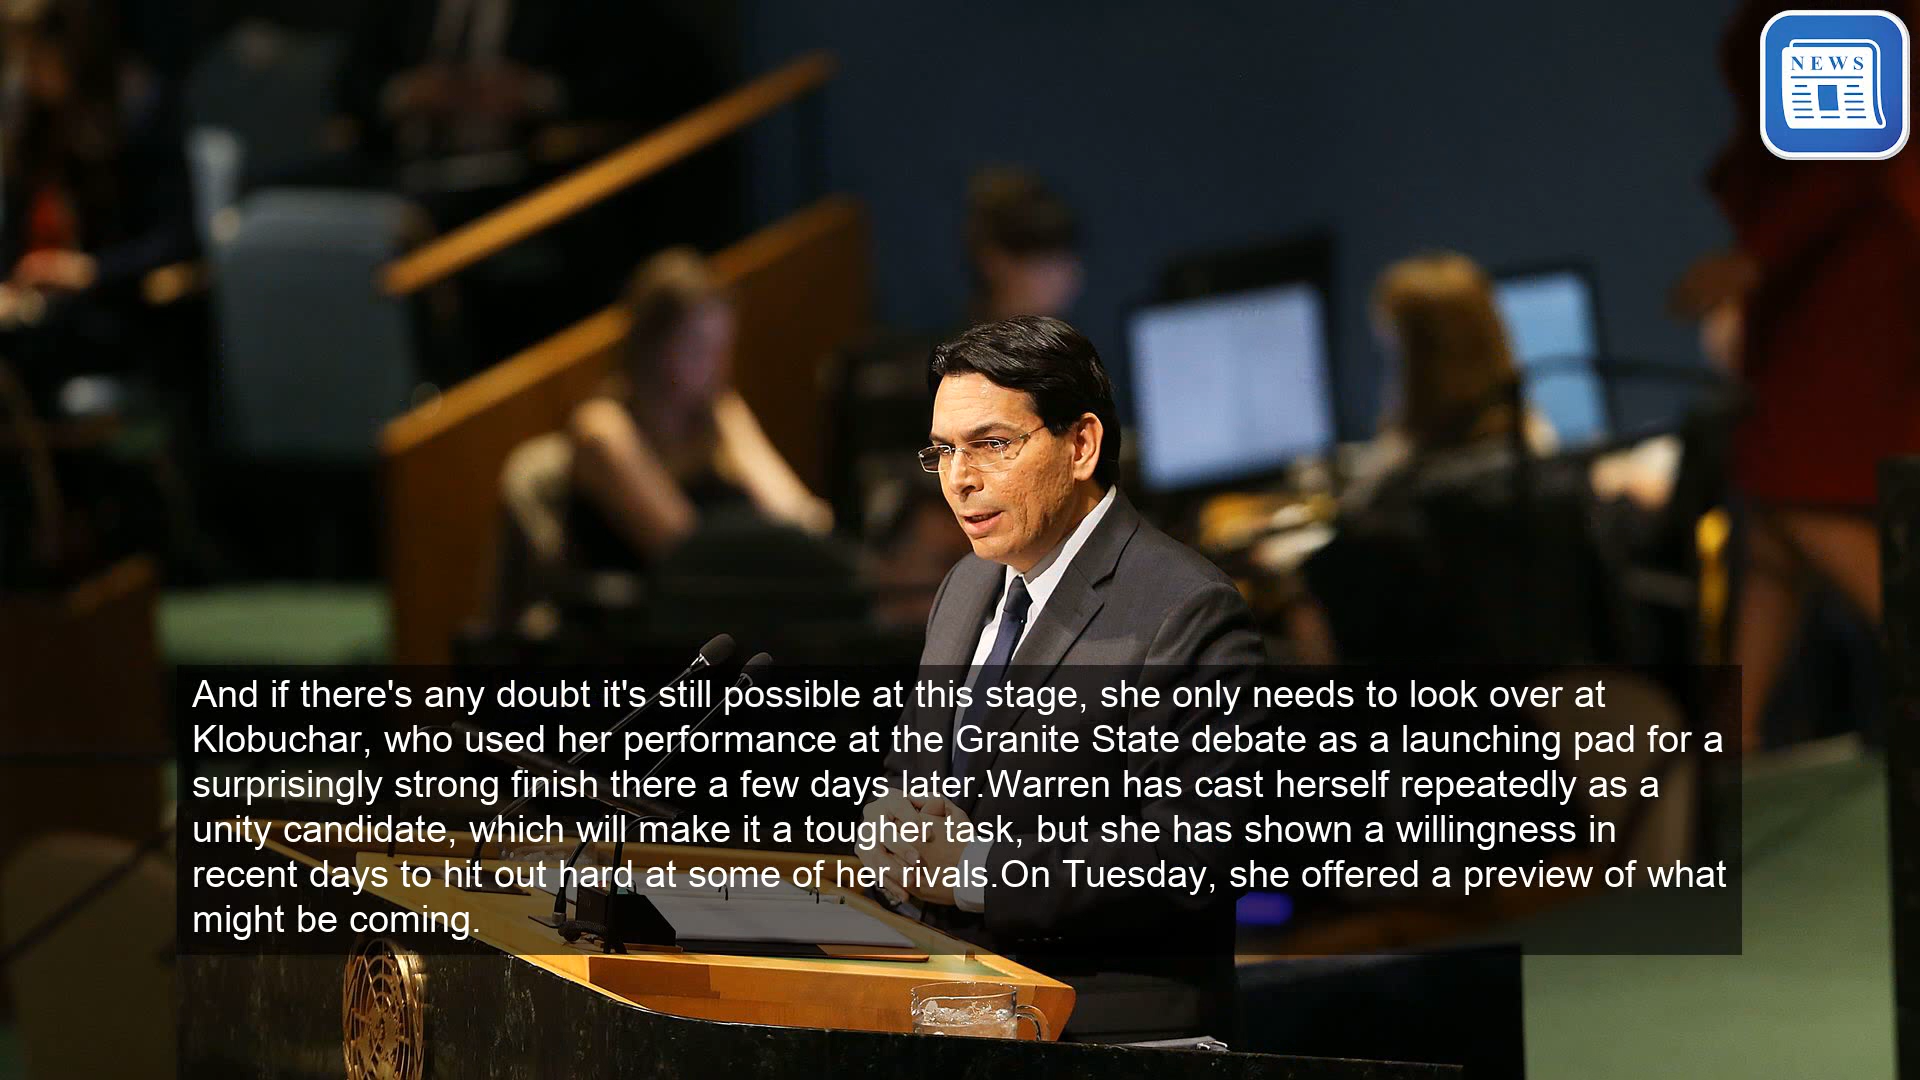 NEWS
And if there's any doubt it's still possible at this stage, she only needs to look over at
Klobuchar, who used her performance at the Granite State debate as a launching pad for a
surprisingly strong finish there a few days later.Warren has cast herself repeatedly as a
unity candidate, which will make it a tougher task, but she has shown a willingness in
recent days to hit out hard at some of her rivals.On Tuesday, she offered a preview of what
might be coming.